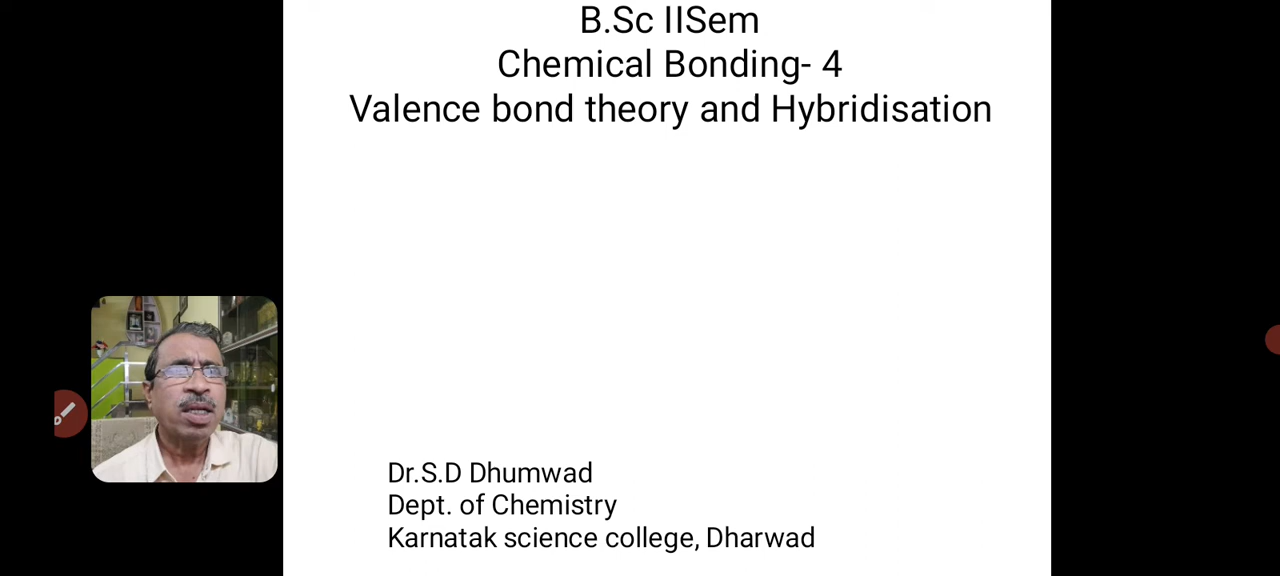 B.Sc IISem
Chemical Bonding- 4
Valence bond theory and Hybridisation
Dr.S.D Dhumwad
Dept. of Chemistry
Karnatak science college, Dharwad